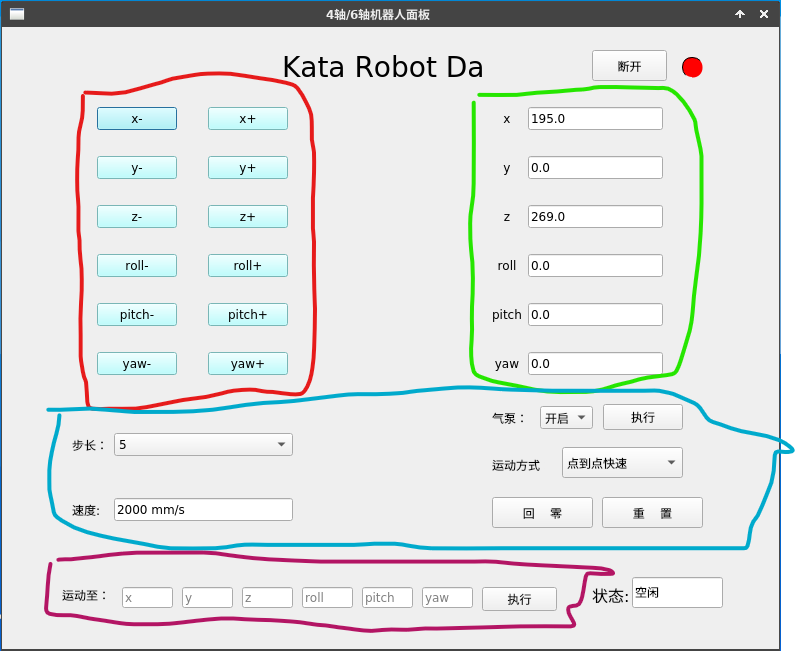 4轴/6轴机器人面板
Kata Robot Da 断开
x- x+ x 195.0
y- y+ y 0.0
z- z+ z 269.0
roll- roll+ roll 0.0
pitch- pitch+ pitch 0.0
yaw- yaw+ yaw 0.0
气泵： 开启 执行
步长： 5
运动方式 点到点快速
速度: 2000 mm/s 回 零 重 置
运动至： x y z roll pitch yaw 执行 状态: 空闲